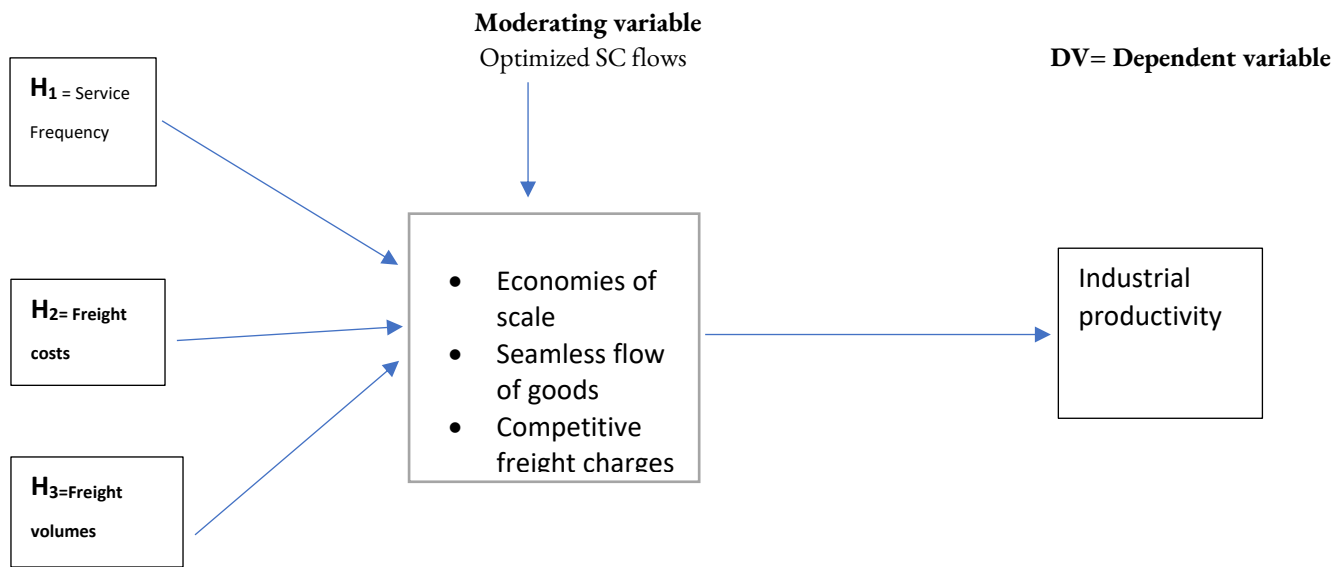 Moderating variable
Optimized SC flows
DV= Dependent variable
H1 = Service
Frequency
H2= Freight
costs
H3=Freight
volumes
• Economies of
scale
• Seamless flow
of goods
• Competitive
freight charges
Industrial
productivity